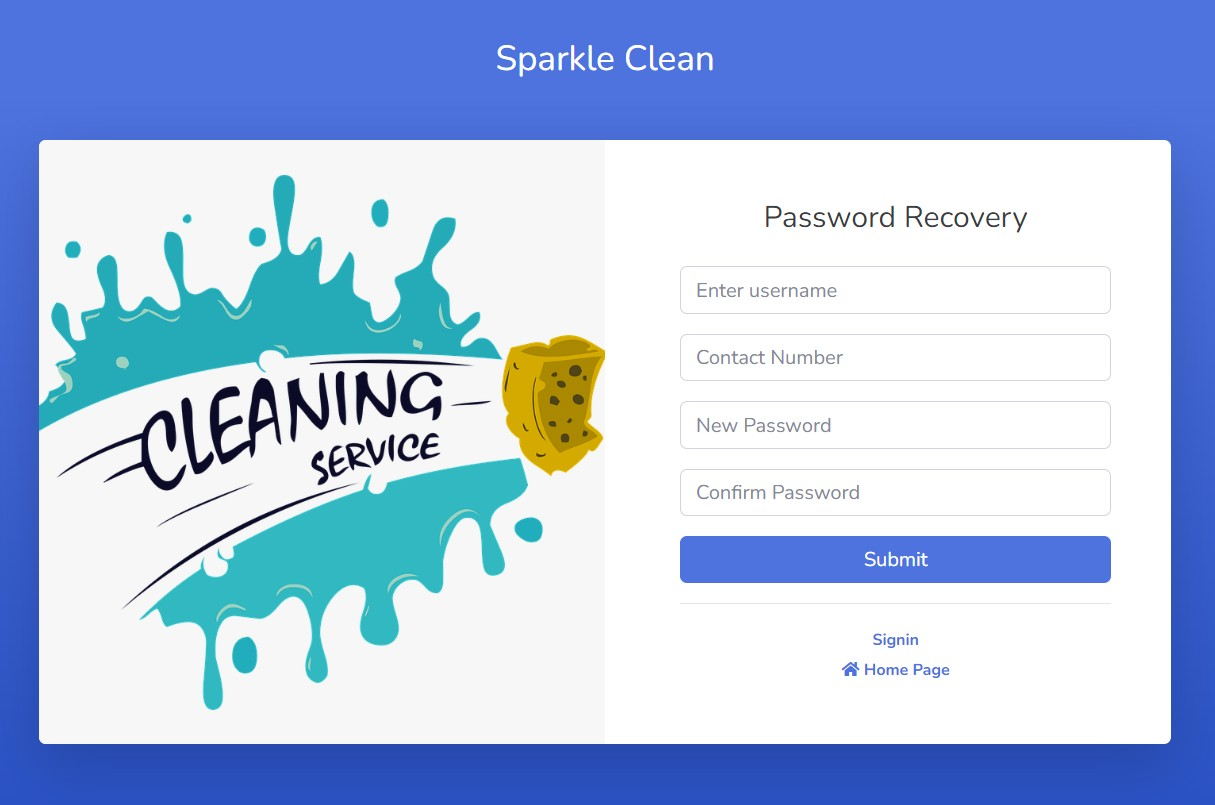 Sparkle Clean
CLEANING
SERVICE
Password Recovery
Enter username
Contact Number
New Password
Confirm Password
Submit
Signin
Home Page